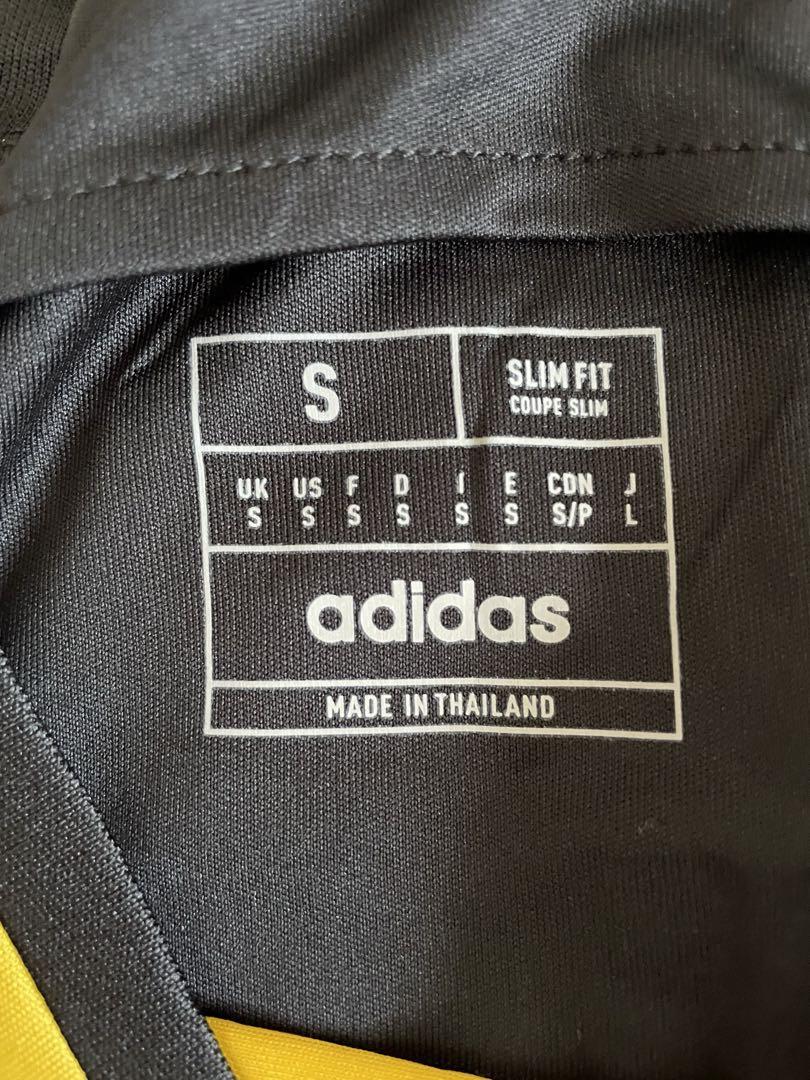 S
SLIM FIT
COUPE SLIM
UK US F D I E CDN J
S S S S S S S/P L
adidas
MADE IN THAILAND